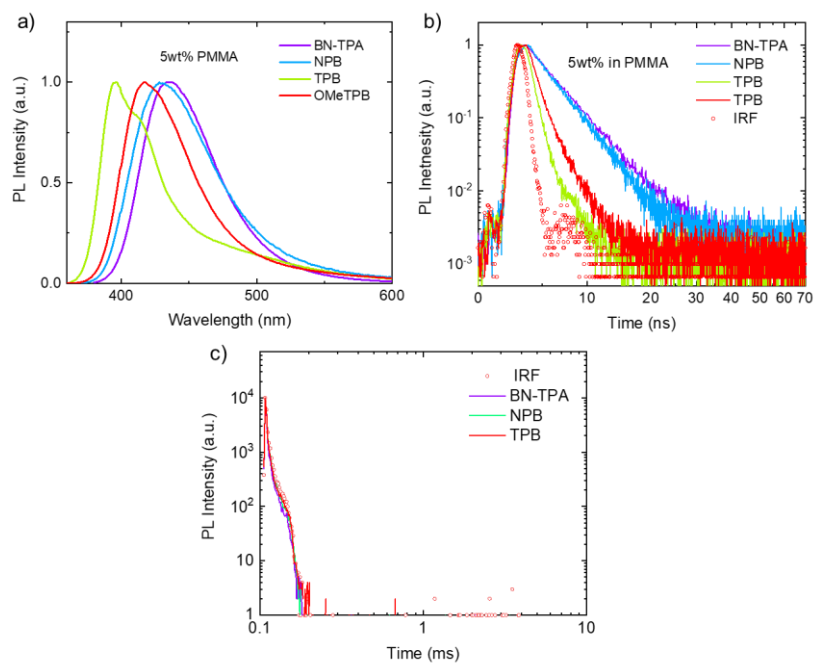 a)
5wt% PMMA
BN-TPA
NPB
TPB
OMeTPB
1.0
0.5
0.0
PL Intensity (a.u.)
400
500
600
Wavelength (nm)
b)
5wt% in PMMA
BN-TPA
NPB
TPB
TPB
IRF
1
10⁻¹
10⁻²
10⁻³
PL Inetnesity (a.u.)
0
10
20
30
40
50
60
70
Time (ns)
c)
IRF
BN-TPA
NPB
TPB
10⁴
10³
10²
10
1
PL Intensity (a.u.)
0.1
1
10
Time (ms)